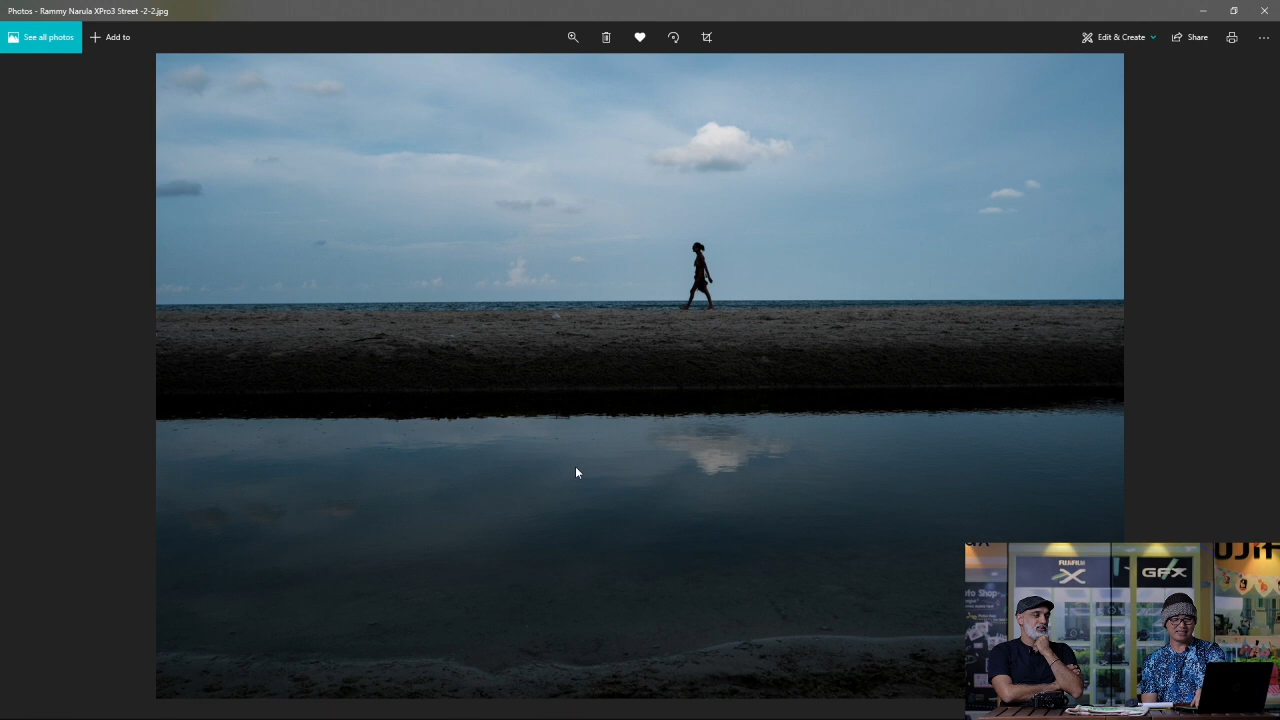 Photos - Rammy Narula XPro3 Street -2-2.jpg
See all photos
Add to
Edit & Create
Share
FUJIFILM
X
GFX